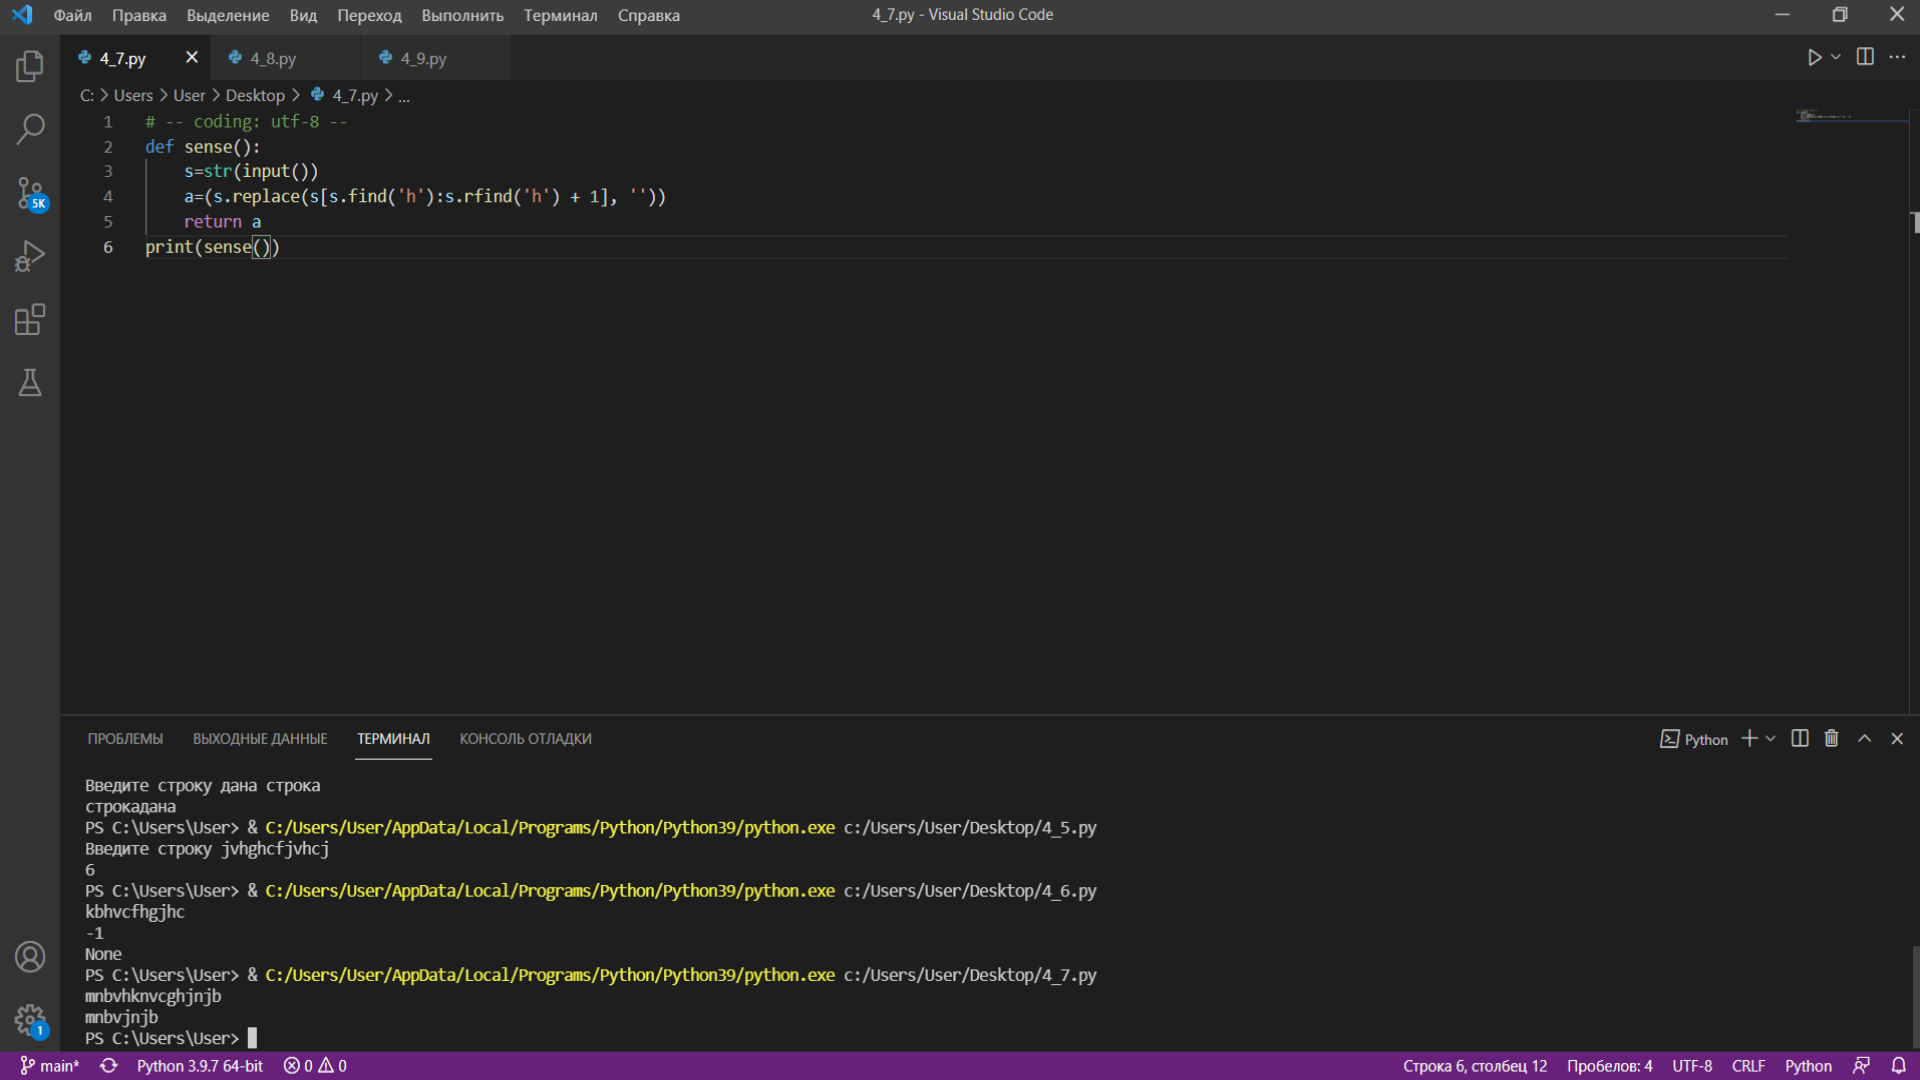 Файл Правка Выделение Вид Переход Выполнить Терминал Справка 4_7.py - Visual Studio Code
4_7.py 4_8.py 4_9.py
C: > Users > User > Desktop > 4_7.py > ...
1 # -- coding: utf-8 --
2 def sense():
3 s=str(input())
4 a=(s.replace(s[s.find('h'):s.rfind('h') + 1], ''))
5 return a
6 print(sense())
5K
ПРОБЛЕМЫ ВЫХОДНЫЕ ДАННЫЕ ТЕРМИНАЛ КОНСОЛЬ ОТЛАДКИ Python
Введите строку дана строка
строкадана
PS C:\Users\User> & C:/Users/User/AppData/Local/Programs/Python/Python39/python.exe c:/Users/User/Desktop/4_5.py
Введите строку jvhghcfjvhcj
6
PS C:\Users\User> & C:/Users/User/AppData/Local/Programs/Python/Python39/python.exe c:/Users/User/Desktop/4_6.py
kbhvcfhgjhc
-1
None
PS C:\Users\User> & C:/Users/User/AppData/Local/Programs/Python/Python39/python.exe c:/Users/User/Desktop/4_7.py
mnbvhknvcghjnjb
mnbvjnjb
PS C:\Users\User>
1
main* Python 3.9.7 64-bit 0 0 Строка 6, столбец 12 Пробелов: 4 UTF-8 CRLF Python